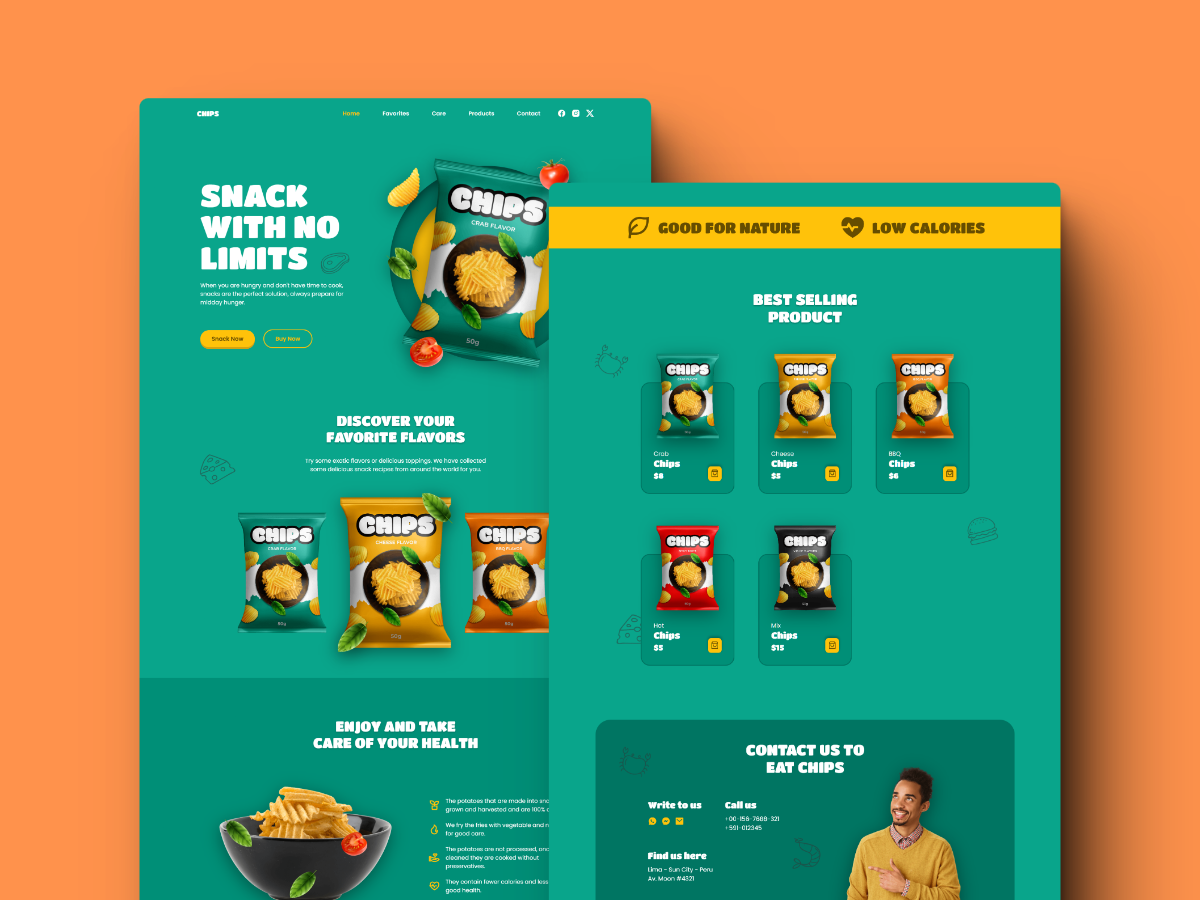 CHIPS
Home
Favorites
Care
Products
Contact
SNACK
WITH NO
LIMITS
When you are hungry and don't have time to cook,
snacks are the perfect solution, always prepare for
midday hunger.
Snack Now
Buy Now
CHIPS
CRAB FLAVOR
50g
DISCOVER YOUR
FAVORITE FLAVORS
Try some exotic flavors or delicious toppings. We have collected
some delicious snack recipes from around the world for you.
CHIPS
CRAB FLAVOR
50g
CHIPS
CHEESE FLAVOR
50g
CHIPS
BBQ FLAVOR
50g
ENJOY AND TAKE
CARE OF YOUR HEALTH
The potatoes that are made into
grown and harvested and are 100%
We fry the fries with vegetable and
for good care.
The potatoes are not processed,
cleaned they are cooked without
preservatives.
They contain fewer calories and less
good health.
GOOD FOR NATURE
LOW CALORIES
BEST SELLING
PRODUCT
CHIPS
Crab
Chips
$8
CHIPS
Cheese
Chips
$5
CHIPS
BBQ
Chips
$6
CHIPS
Hot
Chips
$5
CHIPS
Mix
Chips
$15
CONTACT US TO
EAT CHIPS
Write to us
Call us
+00-156-7688-321
+591-012345
Find us here
Lima - Sun City - Peru
Av. Moon #4321